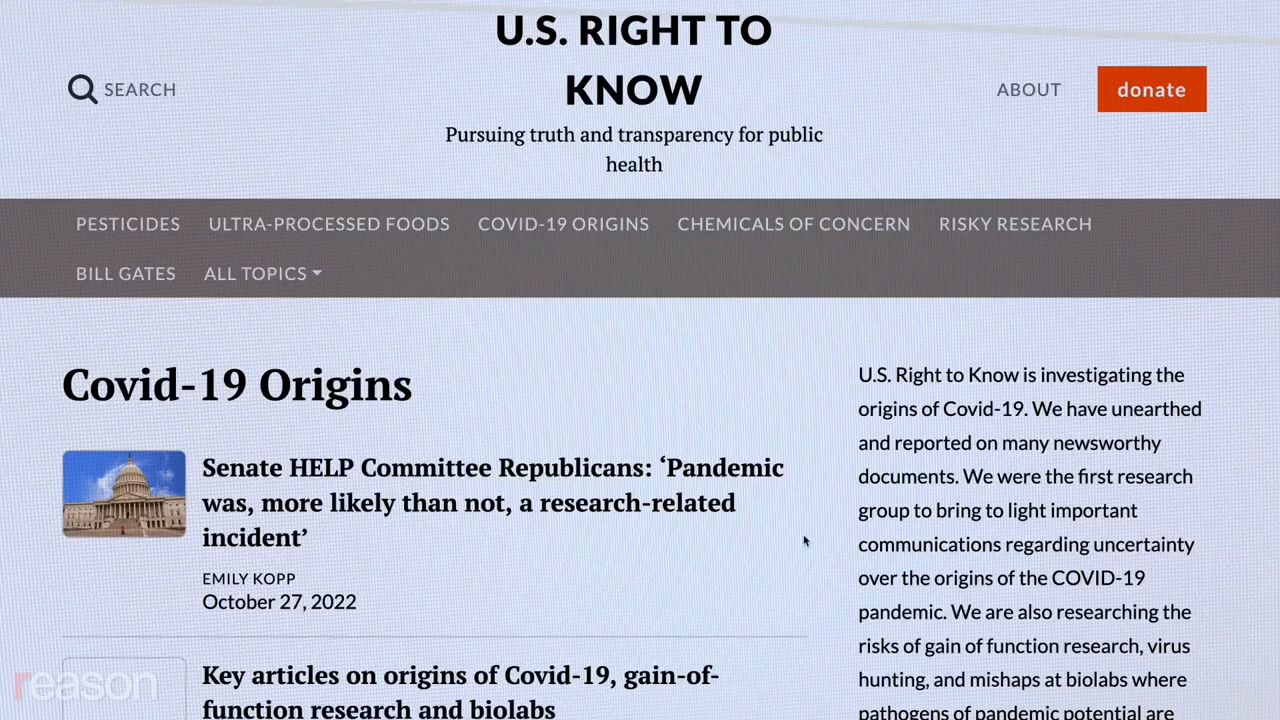 U.S. RIGHT TO
KNOW
SEARCH
ABOUT
donate
Pursuing truth and transparency for public
health
PESTICIDES
ULTRA-PROCESSED FOODS
COVID-19 ORIGINS
CHEMICALS OF CONCERN
RISKY RESEARCH
BILL GATES
ALL TOPICS
Covid-19 Origins
Senate HELP Committee Republicans: ‘Pandemic
was, more likely than not, a research-related
incident’
EMILY KOPP
October 27, 2022
Key articles on origins of Covid-19, gain-of-
function research and biolabs
U.S. Right to Know is investigating the
origins of Covid-19. We have unearthed
and reported on many newsworthy
documents. We were the first research
group to bring to light important
communications regarding uncertainty
over the origins of the COVID-19
pandemic. We are also researching the
risks of gain of function research, virus
hunting, and mishaps at biolabs where
pathogens of pandemic potential are
reason